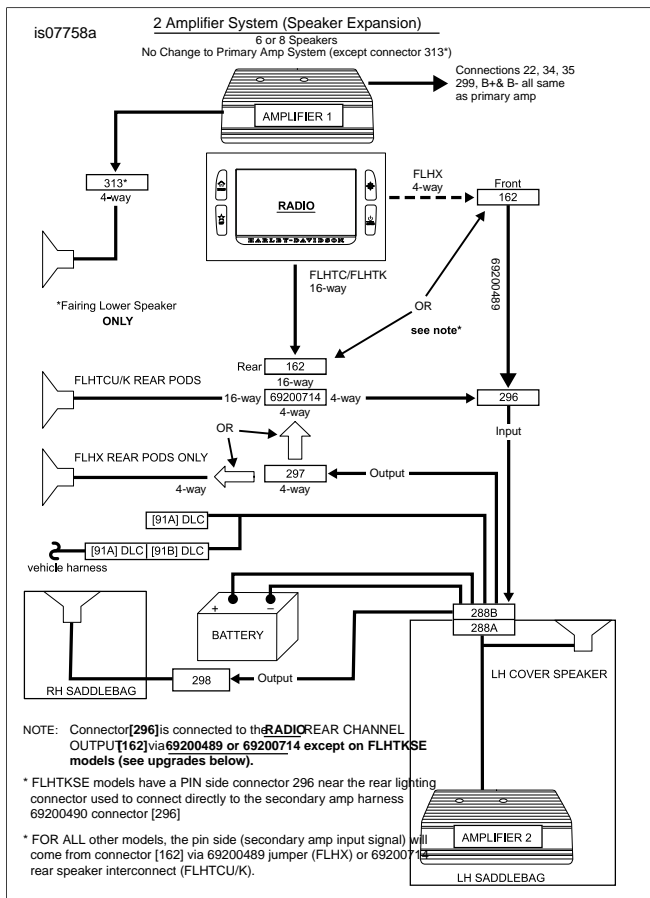 is07758a
2 Amplifier System (Speaker Expansion)
6 or 8 Speakers
No Change to Primary Amp System (except connector 313*)
Connections 22, 34, 35
299, B+& B- all same
as primary amp
AMPLIFIER 1
313*
4-way
RADIO
HARLEY-DAVIDSON
FLHX
4-way
Front
162
69200489
*Fairing Lower Speaker
ONLY
FLHTC/FLHTK
16-way
OR
see note*
Rear
162
16-way
FLHTCU/K REAR PODS
16-way
69200714
4-way
4-way
296
Input
OR
FLHX REAR PODS ONLY
4-way
297
4-way
Output
[91A] DLC
[91A] DLC
[91B] DLC
vehicle harness
+
–
BATTERY
288B
288A
RH SADDLEBAG
298
Output
LH COVER SPEAKER
NOTE: Connector[296]is connected to theRADIOREAR CHANNEL
OUTPUT[162]via69200489 or 69200714 except on FLHTKSE
models (see upgrades below).
* FLHTKSE models have a PIN side connector 296 near the rear lighting
connector used to connect directly to the secondary amp harness
69200490 connector [296]
* FOR ALL other models, the pin side (secondary amp input signal) will
come from connector [162] via 69200489 jumper (FLHX) or 69200714
rear speaker interconnect (FLHTCU/K).
AMPLIFIER 2
LH SADDLEBAG